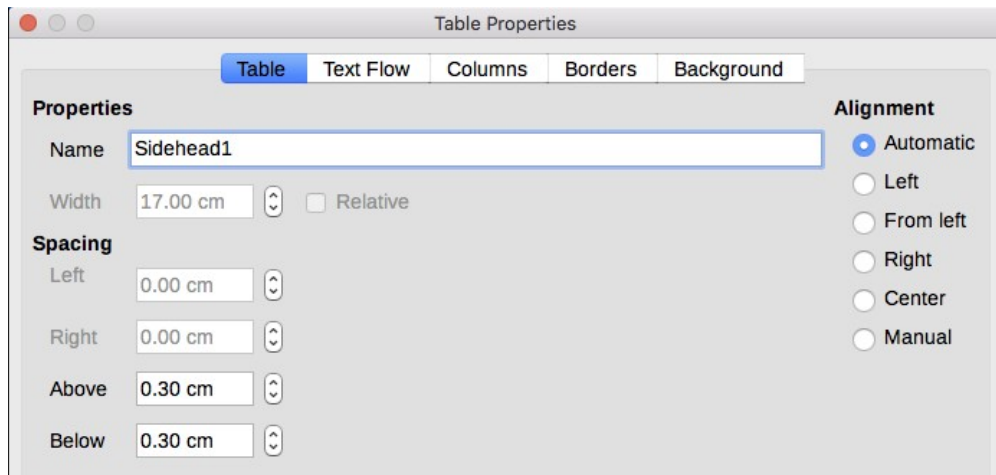 Table Properties
Table Text Flow Columns Borders Background
Properties
Name Sidehead1
Width 17.00 cm Relative
Spacing
Left 0.00 cm
Right 0.00 cm
Above 0.30 cm
Below 0.30 cm
Alignment
Automatic
Left
From left
Right
Center
Manual